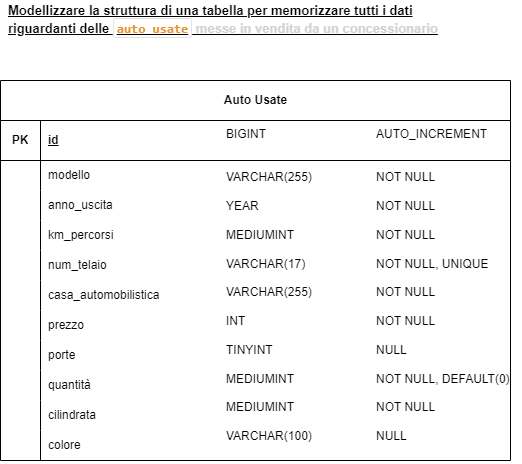 Modellizzare la struttura di una tabella per memorizzare tutti i dati
riguardanti delle auto usate messe in vendita da un concessionario
Auto Usate
PK id BIGINT AUTO_INCREMENT
modello VARCHAR(255) NOT NULL
anno_uscita YEAR NOT NULL
km_percorsi MEDIUMINT NOT NULL
num_telaio VARCHAR(17) NOT NULL, UNIQUE
casa_automobilistica VARCHAR(255) NOT NULL
prezzo INT NOT NULL
porte TINYINT NULL
quantità MEDIUMINT NOT NULL, DEFAULT(0)
cilindrata MEDIUMINT NOT NULL
colore VARCHAR(100) NULL